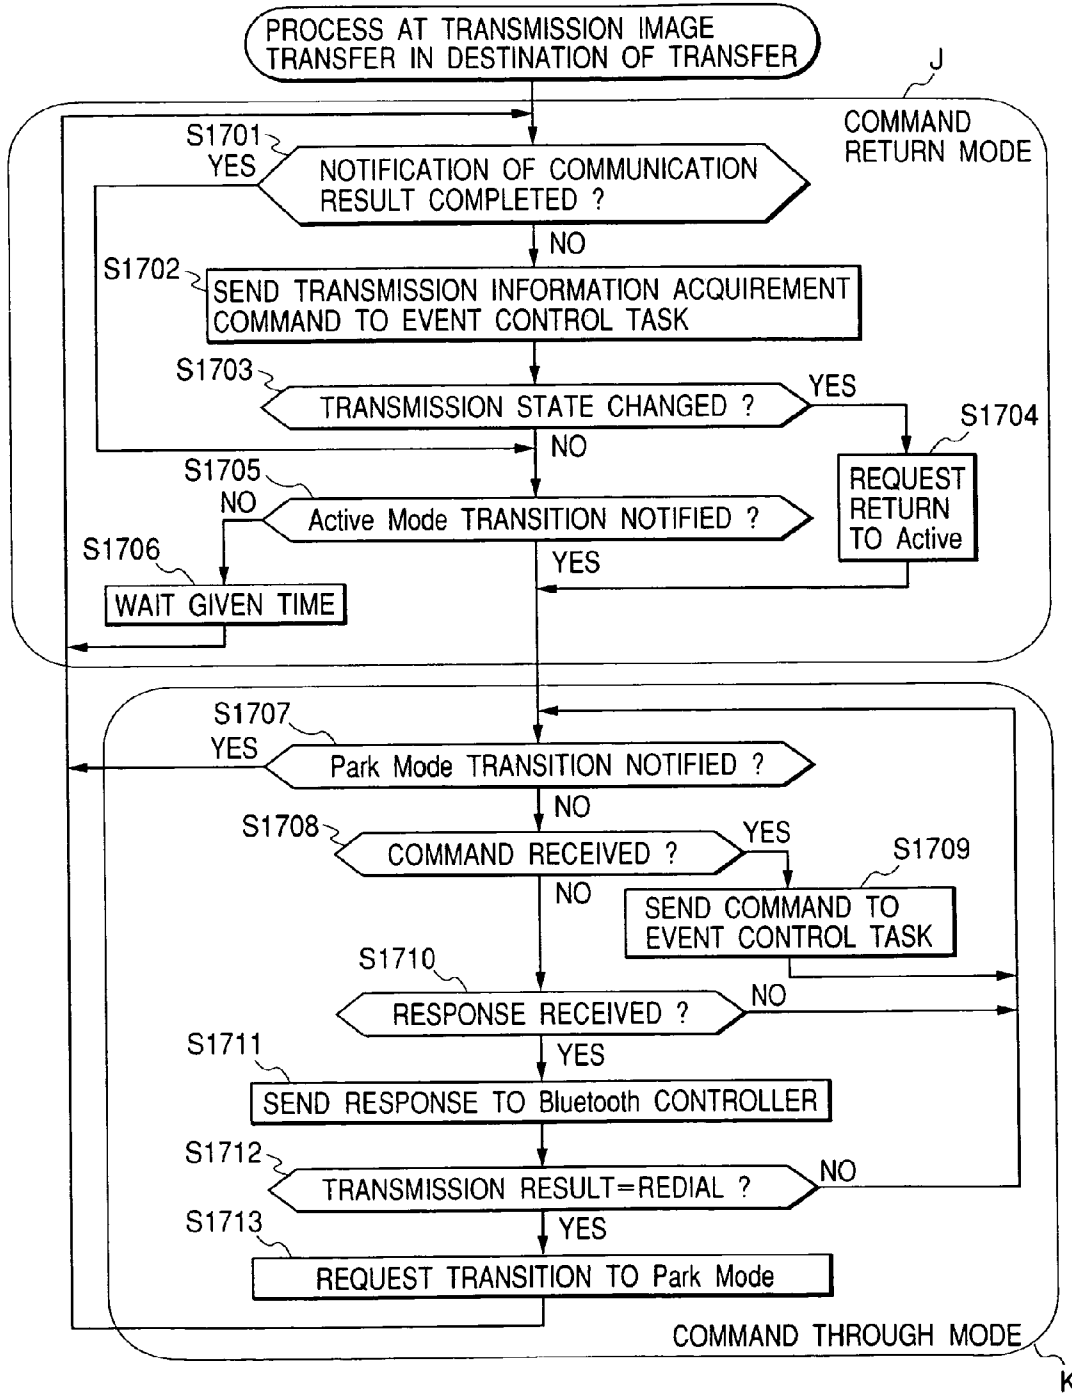 PROCESS AT TRANSMISSION IMAGE
TRANSFER IN DESTINATION OF TRANSFER
J
COMMAND
RETURN MODE
S1701
YES
NOTIFICATION OF COMMUNICATION
RESULT COMPLETED ?
NO
S1702
SEND TRANSMISSION INFORMATION ACQUIREMENT
COMMAND TO EVENT CONTROL TASK
S1703
TRANSMISSION STATE CHANGED ?
YES
NO
S1704
REQUEST
RETURN
TO Active
S1705
NO
Active Mode TRANSITION NOTIFIED ?
YES
S1706
WAIT GIVEN TIME
S1707
YES
Park Mode TRANSITION NOTIFIED ?
NO
S1708
COMMAND RECEIVED ?
YES
NO
S1709
SEND COMMAND TO
EVENT CONTROL TASK
S1710
RESPONSE RECEIVED ?
NO
YES
S1711
SEND RESPONSE TO Bluetooth CONTROLLER
S1712
TRANSMISSION RESULT=REDIAL ?
NO
YES
S1713
REQUEST TRANSITION TO Park Mode
COMMAND THROUGH MODE
K